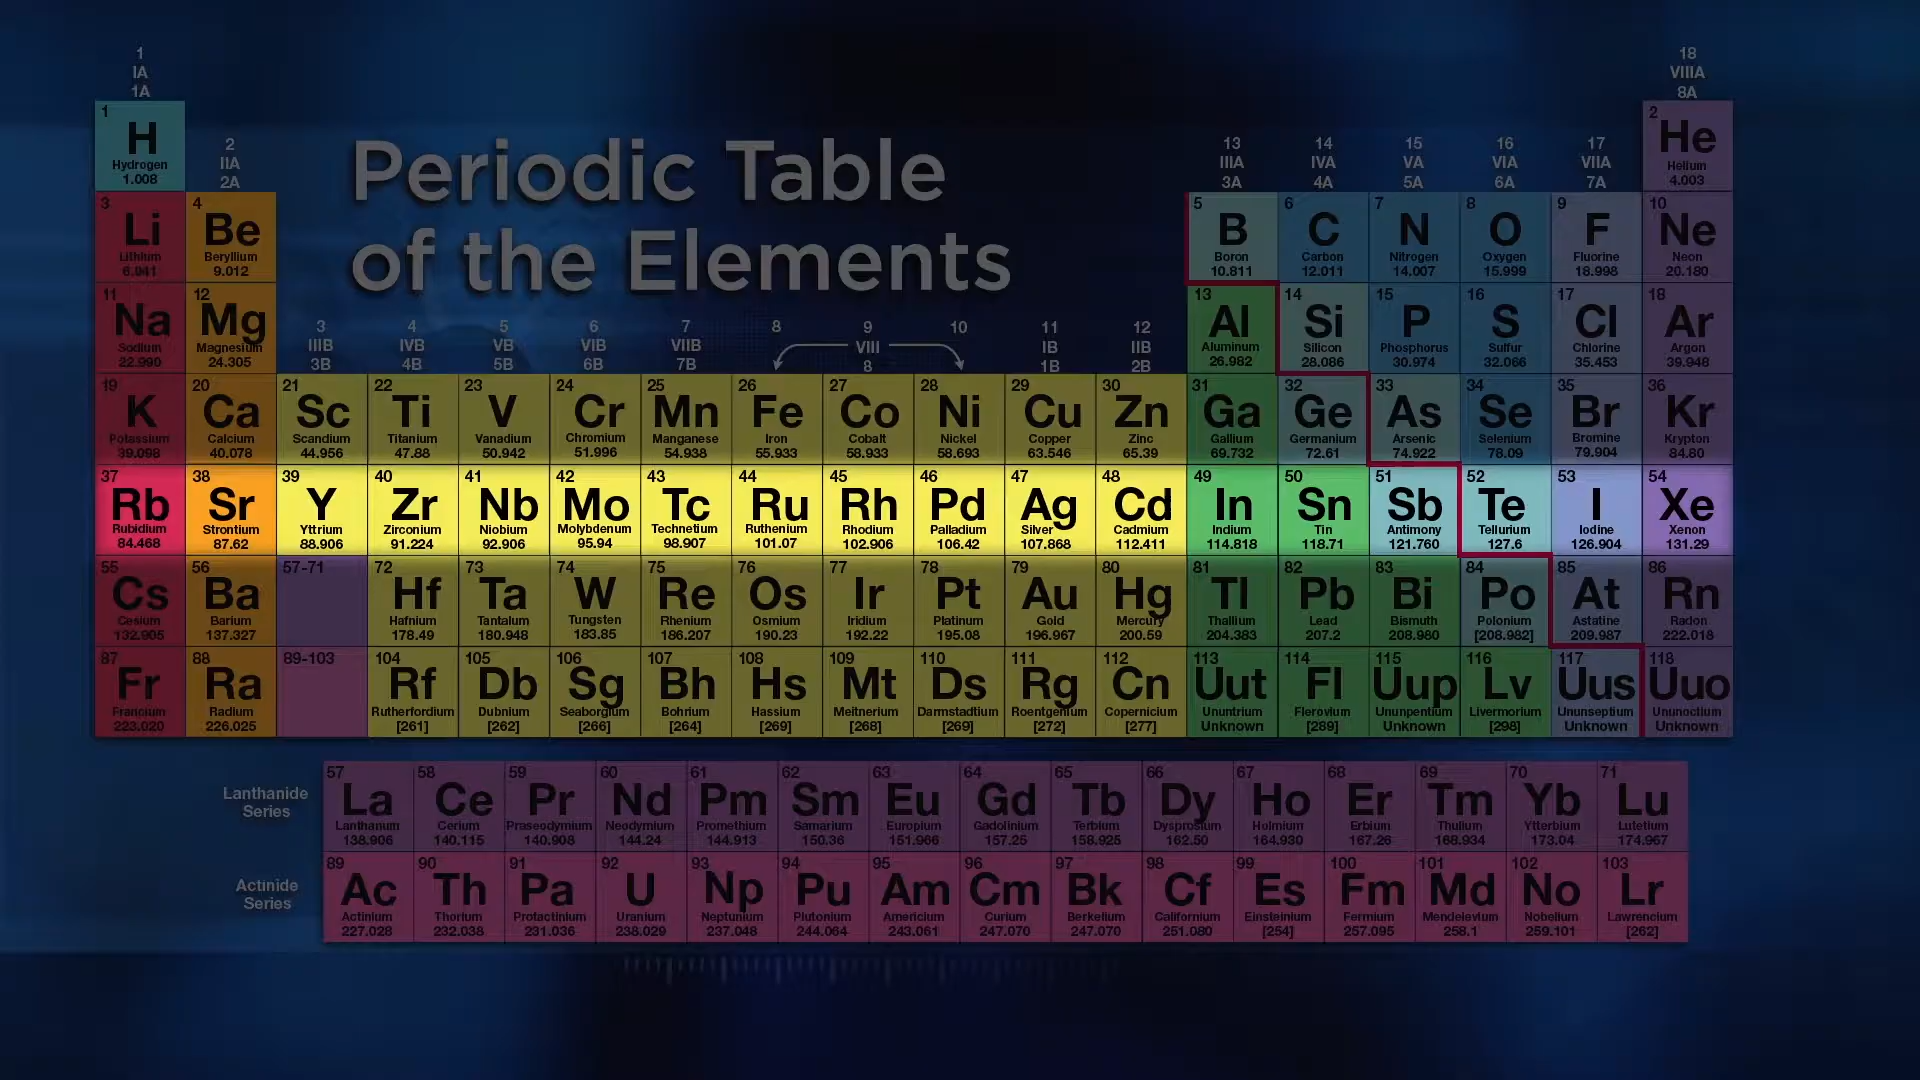 1
IA
1A
18
VIIIA
8A
1
H
Hydrogen
1.008
2
He
Helium
4.003
2
IIA
2A
Periodic Table
of the Elements
13
IIIA
3A
14
IVA
4A
15
VA
5A
16
VIA
6A
17
VIIA
7A
3
Li
Lithium
6.941
4
Be
Beryllium
9.012
5
B
Boron
10.811
6
C
Carbon
12.011
7
N
Nitrogen
14.007
8
O
Oxygen
15.999
9
F
Fluorine
18.998
10
Ne
Neon
20.180
11
Na
Sodium
22.990
12
Mg
Magnesium
24.305
3
IIIB
3B
4
IVB
4B
5
VB
5B
6
VIB
6B
7
VIIB
7B
8
9
10
VIII
8
11
IB
1B
12
IIB
2B
13
Al
Aluminum
26.982
14
Si
Silicon
28.086
15
P
Phosphorus
30.974
16
S
Sulfur
32.066
17
Cl
Chlorine
35.453
18
Ar
Argon
39.948
19
K
Potassium
39.098
20
Ca
Calcium
40.078
21
Sc
Scandium
44.956
22
Ti
Titanium
47.88
23
V
Vanadium
50.942
24
Cr
Chromium
51.996
25
Mn
Manganese
54.938
26
Fe
Iron
55.933
27
Co
Cobalt
58.933
28
Ni
Nickel
58.693
29
Cu
Copper
63.546
30
Zn
Zinc
65.39
31
Ga
Gallium
69.732
32
Ge
Germanium
72.61
33
As
Arsenic
74.922
34
Se
Selenium
78.09
35
Br
Bromine
79.904
36
Kr
Krypton
84.80
37
Rb
Rubidium
84.468
38
Sr
Strontium
87.62
39
Y
Yttrium
88.906
40
Zr
Zirconium
91.224
41
Nb
Niobium
92.906
42
Mo
Molybdenum
95.94
43
Tc
Technetium
98.907
44
Ru
Ruthenium
101.07
45
Rh
Rhodium
102.906
46
Pd
Palladium
106.42
47
Ag
Silver
107.868
48
Cd
Cadmium
112.411
49
In
Indium
114.818
50
Sn
Tin
118.71
51
Sb
Antimony
121.760
52
Te
Tellurium
127.6
53
I
Iodine
126.904
54
Xe
Xenon
131.29
55
Cs
Cesium
132.905
56
Ba
Barium
137.327
57-71
72
Hf
Hafnium
178.49
73
Ta
Tantalum
180.948
74
W
Tungsten
183.85
75
Re
Rhenium
186.207
76
Os
Osmium
190.23
77
Ir
Iridium
192.22
78
Pt
Platinum
195.08
79
Au
Gold
196.967
80
Hg
Mercury
200.59
81
Tl
Thallium
204.383
82
Pb
Lead
207.2
83
Bi
Bismuth
208.980
84
Po
Polonium
[208.982]
85
At
Astatine
209.987
86
Rn
Radon
222.018
87
Fr
Francium
223.020
88
Ra
Radium
226.025
89-103
104
Rf
Rutherfordium
[261]
105
Db
Dubnium
[262]
106
Sg
Seaborgium
[266]
107
Bh
Bohrium
[264]
108
Hs
Hassium
[269]
109
Mt
Meitnerium
[268]
110
Ds
Darmstadtium
[269]
111
Rg
Roentgenium
[272]
112
Cn
Copernicium
[277]
113
Uut
Ununtrium
Unknown
114
Fl
Flerovium
[289]
115
Uup
Ununpentium
Unknown
116
Lv
Livermorium
[298]
117
Uus
Ununseptium
Unknown
118
Uuo
Ununoctium
Unknown
Lanthanide
Series
57
La
Lanthanum
138.906
58
Ce
Cerium
140.115
59
Pr
Praseodymium
140.908
60
Nd
Neodymium
144.24
61
Pm
Promethium
144.913
62
Sm
Samarium
150.36
63
Eu
Europium
151.966
64
Gd
Gadolinium
157.25
65
Tb
Terbium
158.925
66
Dy
Dysprosium
162.50
67
Ho
Holmium
164.930
68
Er
Erbium
167.26
69
Tm
Thulium
168.934
70
Yb
Ytterbium
173.04
71
Lu
Lutetium
174.967
Actinide
Series
89
Ac
Actinium
227.028
90
Th
Thorium
232.038
91
Pa
Protactinium
231.036
92
U
Uranium
238.029
93
Np
Neptunium
237.048
94
Pu
Plutonium
244.064
95
Am
Americium
243.061
96
Cm
Curium
247.070
97
Bk
Berkelium
247.070
98
Cf
Californium
251.080
99
Es
Einsteinium
[254]
100
Fm
Fermium
257.095
101
Md
Mendelevium
258.1
102
No
Nobelium
259.101
103
Lr
Lawrencium
[262]